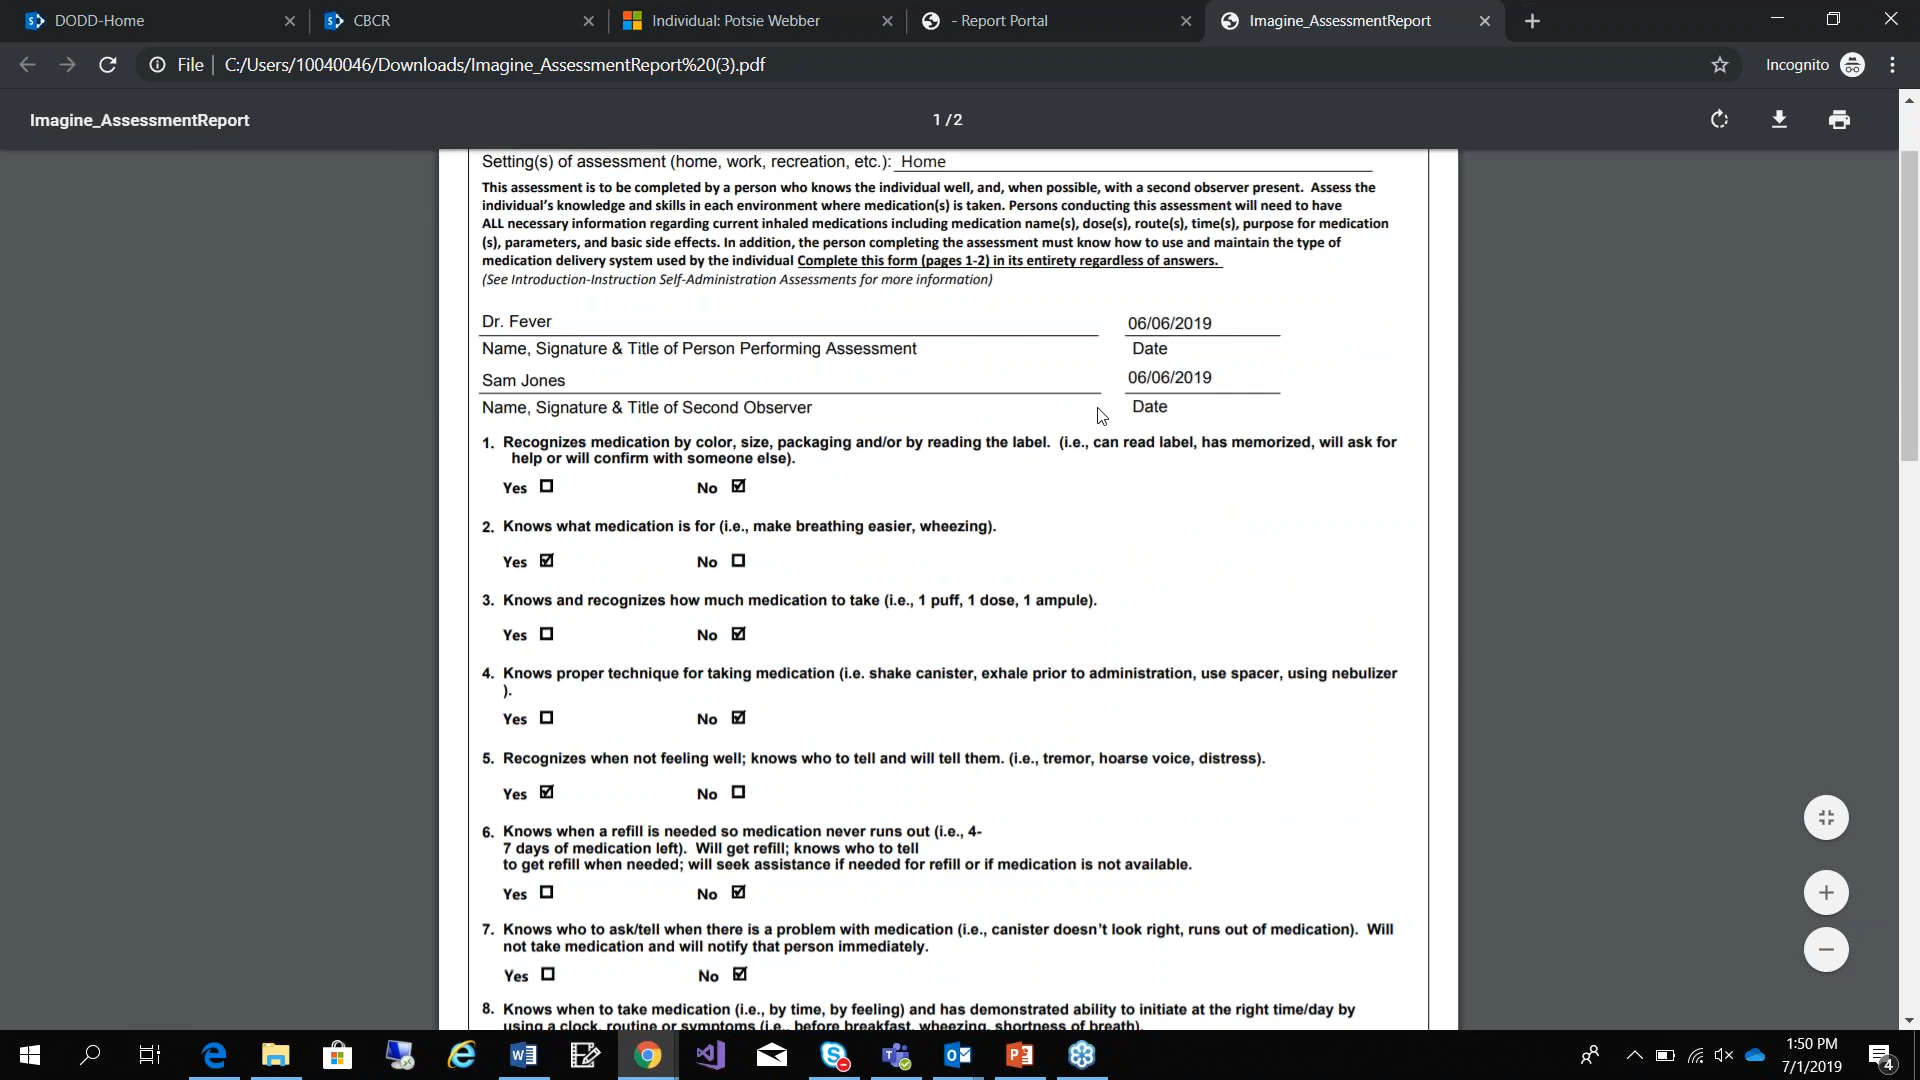 DODD-Home
CBCR
Individual: Potsie Webber
- Report Portal
Imagine_AssessmentReport
File
C:/Users/10040046/Downloads/Imagine_AssessmentReport%20(3).pdf
Incognito
Imagine_AssessmentReport
1 / 2
Setting(s) of assessment (home, work, recreation, etc.): Home
This assessment is to be completed by a person who knows the individual well, and, when possible, with a second observer present. Assess the
individual's knowledge and skills in each environment where medication(s) is taken. Persons conducting this assessment will need to have
ALL necessary information regarding current inhaled medications including medication name(s), dose(s), route(s), time(s), purpose for medication
(s), parameters, and basic side effects. In addition, the person completing the assessment must know how to use and maintain the type of
medication delivery system used by the individual Complete this form (pages 1-2) in its entirety regardless of answers.
(See Introduction-Instruction Self-Administration Assessments for more information)
Dr. Fever 06/06/2019
Name, Signature & Title of Person Performing Assessment Date
Sam Jones 06/06/2019
Name, Signature & Title of Second Observer Date
1. Recognizes medication by color, size, packaging and/or by reading the label. (i.e., can read label, has memorized, will ask for
help or will confirm with someone else).
Yes No
2. Knows what medication is for (i.e., make breathing easier, wheezing).
Yes No
3. Knows and recognizes how much medication to take (i.e., 1 puff, 1 dose, 1 ampule).
Yes No
4. Knows proper technique for taking medication (i.e. shake canister, exhale prior to administration, use spacer, using nebulizer
).
Yes No
5. Recognizes when not feeling well; knows who to tell and will tell them. (i.e., tremor, hoarse voice, distress).
Yes No
6. Knows when a refill is needed so medication never runs out (i.e., 4-
7 days of medication left). Will get refill; knows who to tell
to get refill when needed; will seek assistance if needed for refill or if medication is not available.
Yes No
7. Knows who to ask/tell when there is a problem with medication (i.e., canister doesn't look right, runs out of medication). Will
not take medication and will notify that person immediately.
Yes No
8. Knows when to take medication (i.e., by time, by feeling) and has demonstrated ability to initiate at the right time/day by
using a clock, routine or symptoms (i.e., before breakfast, wheezing, shortness of breath).
1:50 PM
7/1/2019
4